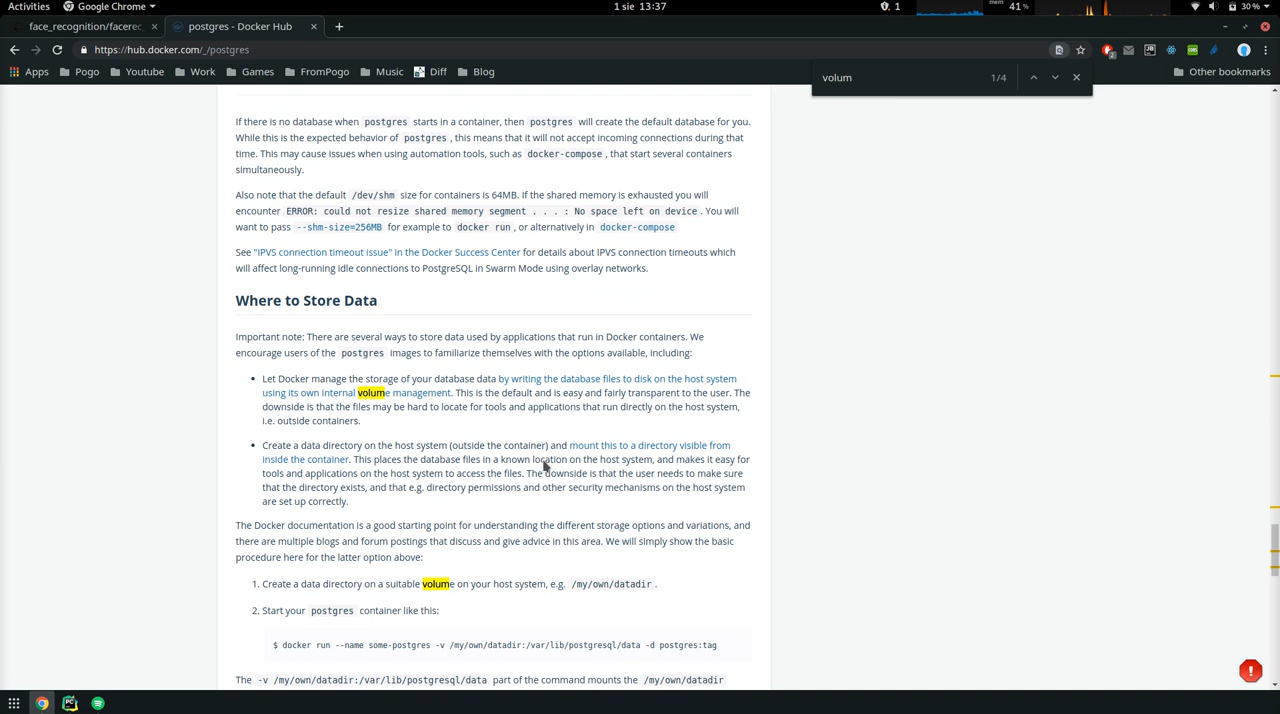 Activities Google Chrome 1 sie 13:37 1 mem 41 % 30 %
face_recognition/facerec postgres - Docker Hub
https://hub.docker.com/_/postgres
Apps Pogo Youtube Work Games FromPogo Music Diff Blog Other bookmarks
volum 1/4
If there is no database when postgres starts in a container, then postgres will create the default database for you.
While this is the expected behavior of postgres, this means that it will not accept incoming connections during that
time. This may cause issues when using automation tools, such as docker-compose, that start several containers
simultaneously.
Also note that the default /dev/shm size for containers is 64MB. If the shared memory is exhausted you will
encounter ERROR: could not resize shared memory segment . . . : No space left on device. You will
want to pass --shm-size=256MB for example to docker run, or alternatively in docker-compose
See "IPVS connection timeout issue" in the Docker Success Center for details about IPVS connection timeouts which
will affect long-running idle connections to PostgreSQL in Swarm Mode using overlay networks.
Where to Store Data
Important note: There are several ways to store data used by applications that run in Docker containers. We
encourage users of the postgres images to familiarize themselves with the options available, including:
• Let Docker manage the storage of your database data by writing the database files to disk on the host system
using its own internal volume management. This is the default and is easy and fairly transparent to the user. The
downside is that the files may be hard to locate for tools and applications that run directly on the host system,
i.e. outside containers.
• Create a data directory on the host system (outside the container) and mount this to a directory visible from
inside the container. This places the database files in a known location on the host system, and makes it easy for
tools and applications on the host system to access the files. The downside is that the user needs to make sure
that the directory exists, and that e.g. directory permissions and other security mechanisms on the host system
are set up correctly.
The Docker documentation is a good starting point for understanding the different storage options and variations, and
there are multiple blogs and forum postings that discuss and give advice in this area. We will simply show the basic
procedure here for the latter option above:
1. Create a data directory on a suitable volume on your host system, e.g. /my/own/datadir.
2. Start your postgres container like this:
$ docker run --name some-postgres -v /my/own/datadir:/var/lib/postgresql/data -d postgres:tag
The -v /my/own/datadir:/var/lib/postgresql/data part of the command mounts the /my/own/datadir